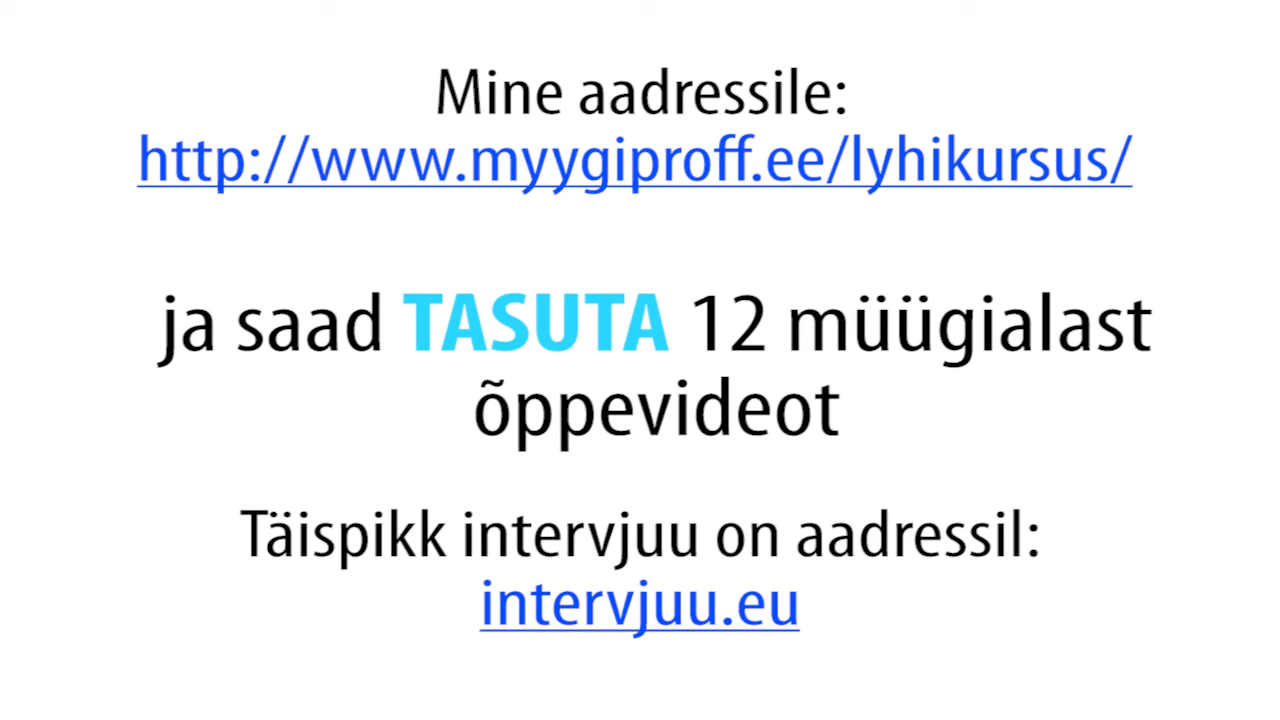 Mine aadressile:
http://www.myygiproff.ee/lyhikursus/
ja saad TASUTA 12 müügialast
õppevideot
Täispikk intervjuu on aadressil:
intervjuu.eu